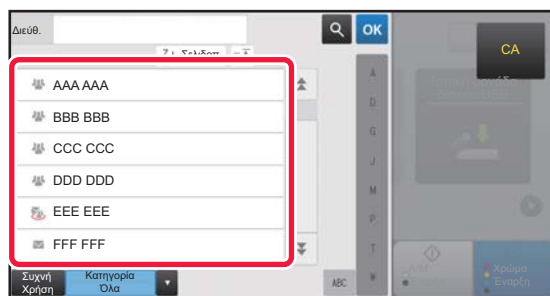 Διεύθ.
OK
CA
AAA AAA
BBB BBB
CCC CCC
DDD DDD
EEE EEE
FFF FFF
A
D
G
J
M
P
T
ABC
Συχνή
Χρήση
Κατηγορία
Όλα
Χρώμα
Έναρξη